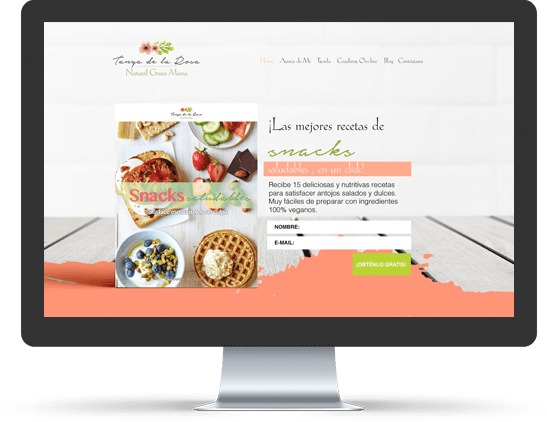 Tanya de la Rosa
Natural Green Mama
Home Acerca de Mi Tienda Coaching On-line Blog Contáctame
Tanya de la Rosa
Snacks saludables
¡Las mejores recetas de
snacks
saludables , en un click!
Recibe 15 deliciosas y nutritivas recetas
para satisfacer antojos salados y dulces.
Muy fáciles de preparar con ingredientes
100% veganos.
NOMBRE:
E-MAIL:
¡OBTÉNLO GRATIS!